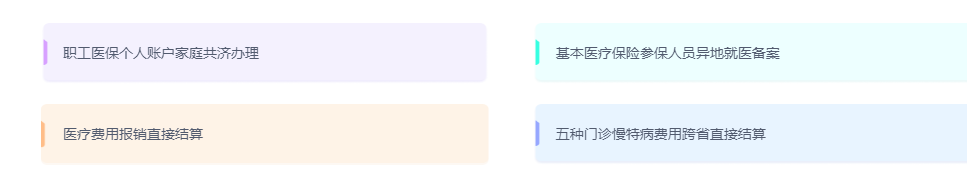 职工医保个人账户家庭共济办理
基本医疗保险参保人员异地就医备案
医疗费用报销直接结算
五种门诊慢特病费用跨省直接结算